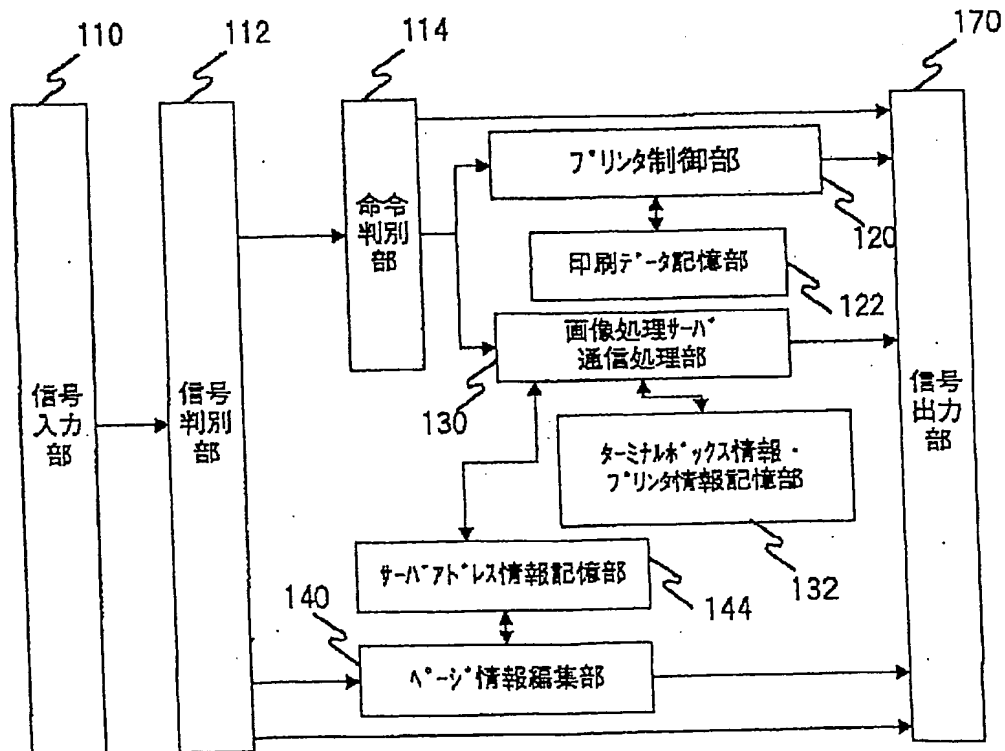 110
112
114
170
信号
入力
部
信号
判別
部
命令
判別
部
プリンタ制御部
120
印刷データ記憶部
122
画像処理サーバ
通信処理部
130
ターミナルボックス情報・
プリンタ情報記憶部
132
サーバアドレス情報記憶部
144
140
ページ情報編集部
信号
出力
部